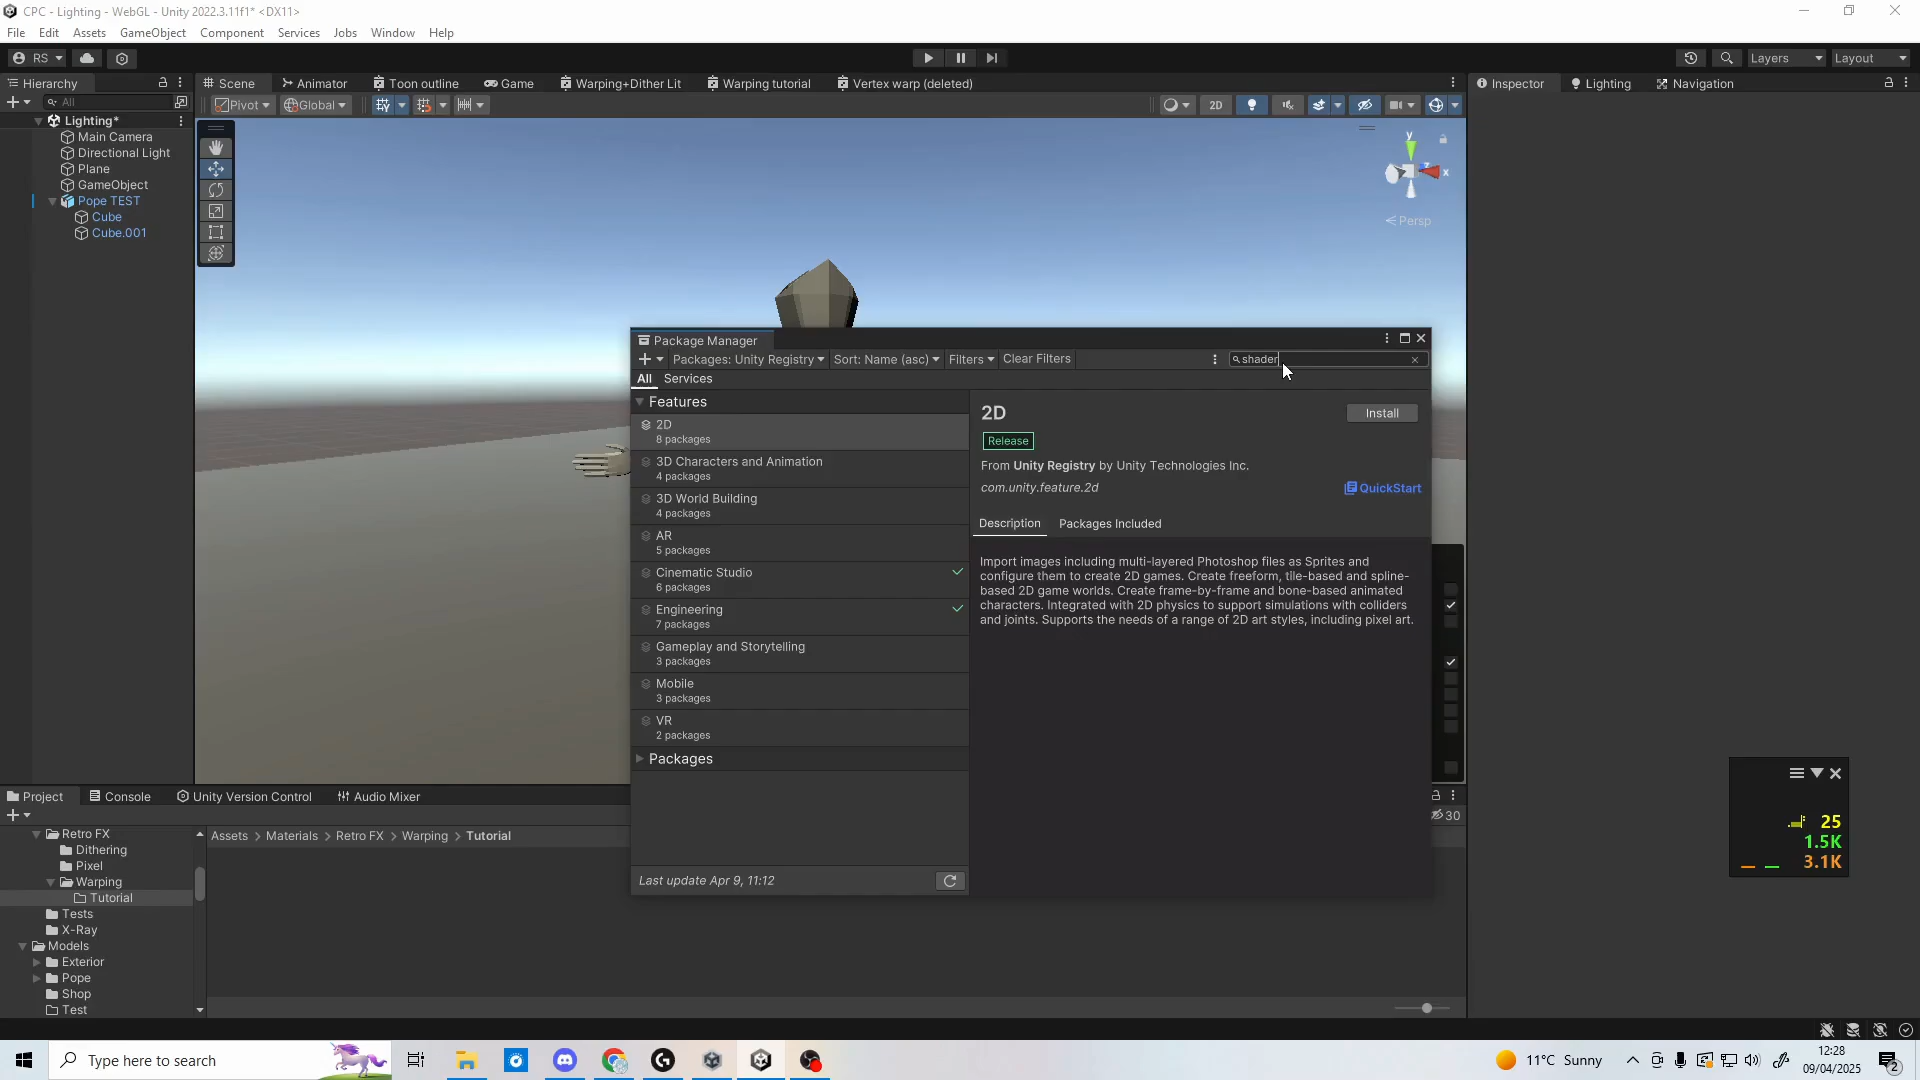 CPC - Lighting - WebGL - Unity 2022.3.11f1* <DX11>
File Edit Assets GameObject Component Services Jobs Window Help
RS
Layers Layout
Hierarchy
Scene Animator Toon outline Game Warping+Dither Lit Warping tutorial Vertex warp (deleted)
Inspector Lighting Navigation
All
Pivot Global
2D
Lighting*
Main Camera
Directional Light
Plane
GameObject
Pope TEST
Cube
Cube.001
y
x
Persp
Package Manager
Packages: Unity Registry Sort: Name (asc) Filters Clear Filters
shader
All Services
Features
2D
8 packages
3D Characters and Animation
4 packages
3D World Building
4 packages
AR
5 packages
Cinematic Studio
6 packages
Engineering
7 packages
Gameplay and Storytelling
3 packages
Mobile
3 packages
VR
2 packages
Packages
Last update Apr 9, 11:12
2D
Install
Release
From Unity Registry by Unity Technologies Inc.
com.unity.feature.2d
QuickStart
Description Packages Included
Import images including multi-layered Photoshop files as Sprites and
configure them to create 2D games. Create freeform, tile-based and spline-
based 2D game worlds. Create frame-by-frame and bone-based animated
characters. Integrated with 2D physics to support simulations with colliders
and joints. Supports the needs of a range of 2D art styles, including pixel art.
Project Console Unity Version Control Audio Mixer
30
Assets > Materials > Retro FX > Warping > Tutorial
Retro FX
Dithering
Pixel
Warping
Tutorial
Tests
X-Ray
Models
Exterior
Pope
Shop
Test
25
1.5K
3.1K
Type here to search
11°C Sunny
12:28
09/04/2025
2